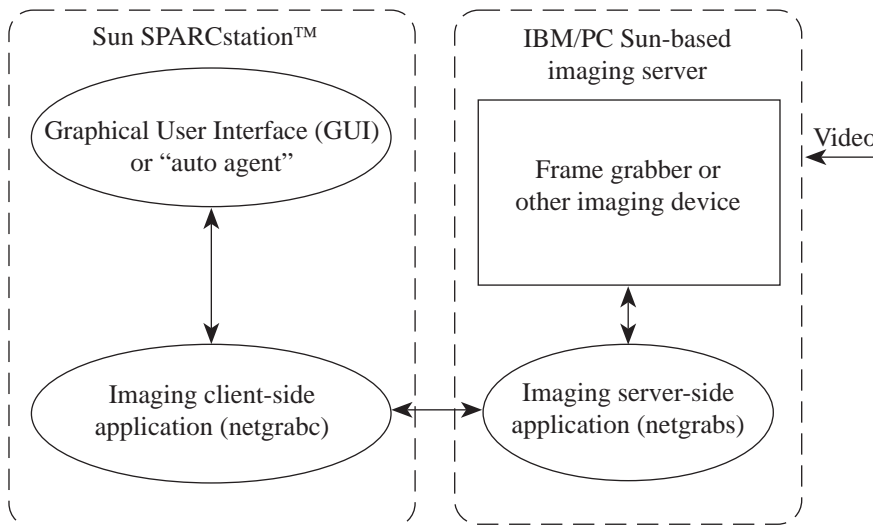 Sun SPARCstation™
Graphical User Interface (GUI)
or “auto agent”
Imaging client-side
application (netgrabc)
IBM/PC Sun-based
imaging server
Frame grabber or
other imaging device
Imaging server-side
application (netgrabs)
Video